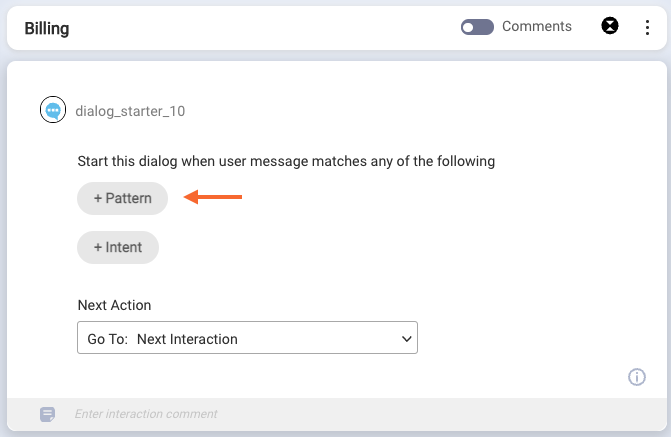 Billing
Comments
dialog_starter_10
Start this dialog when user message matches any of the following
+ Pattern
+ Intent
Next Action
Go To: Next Interaction
Enter interaction comment